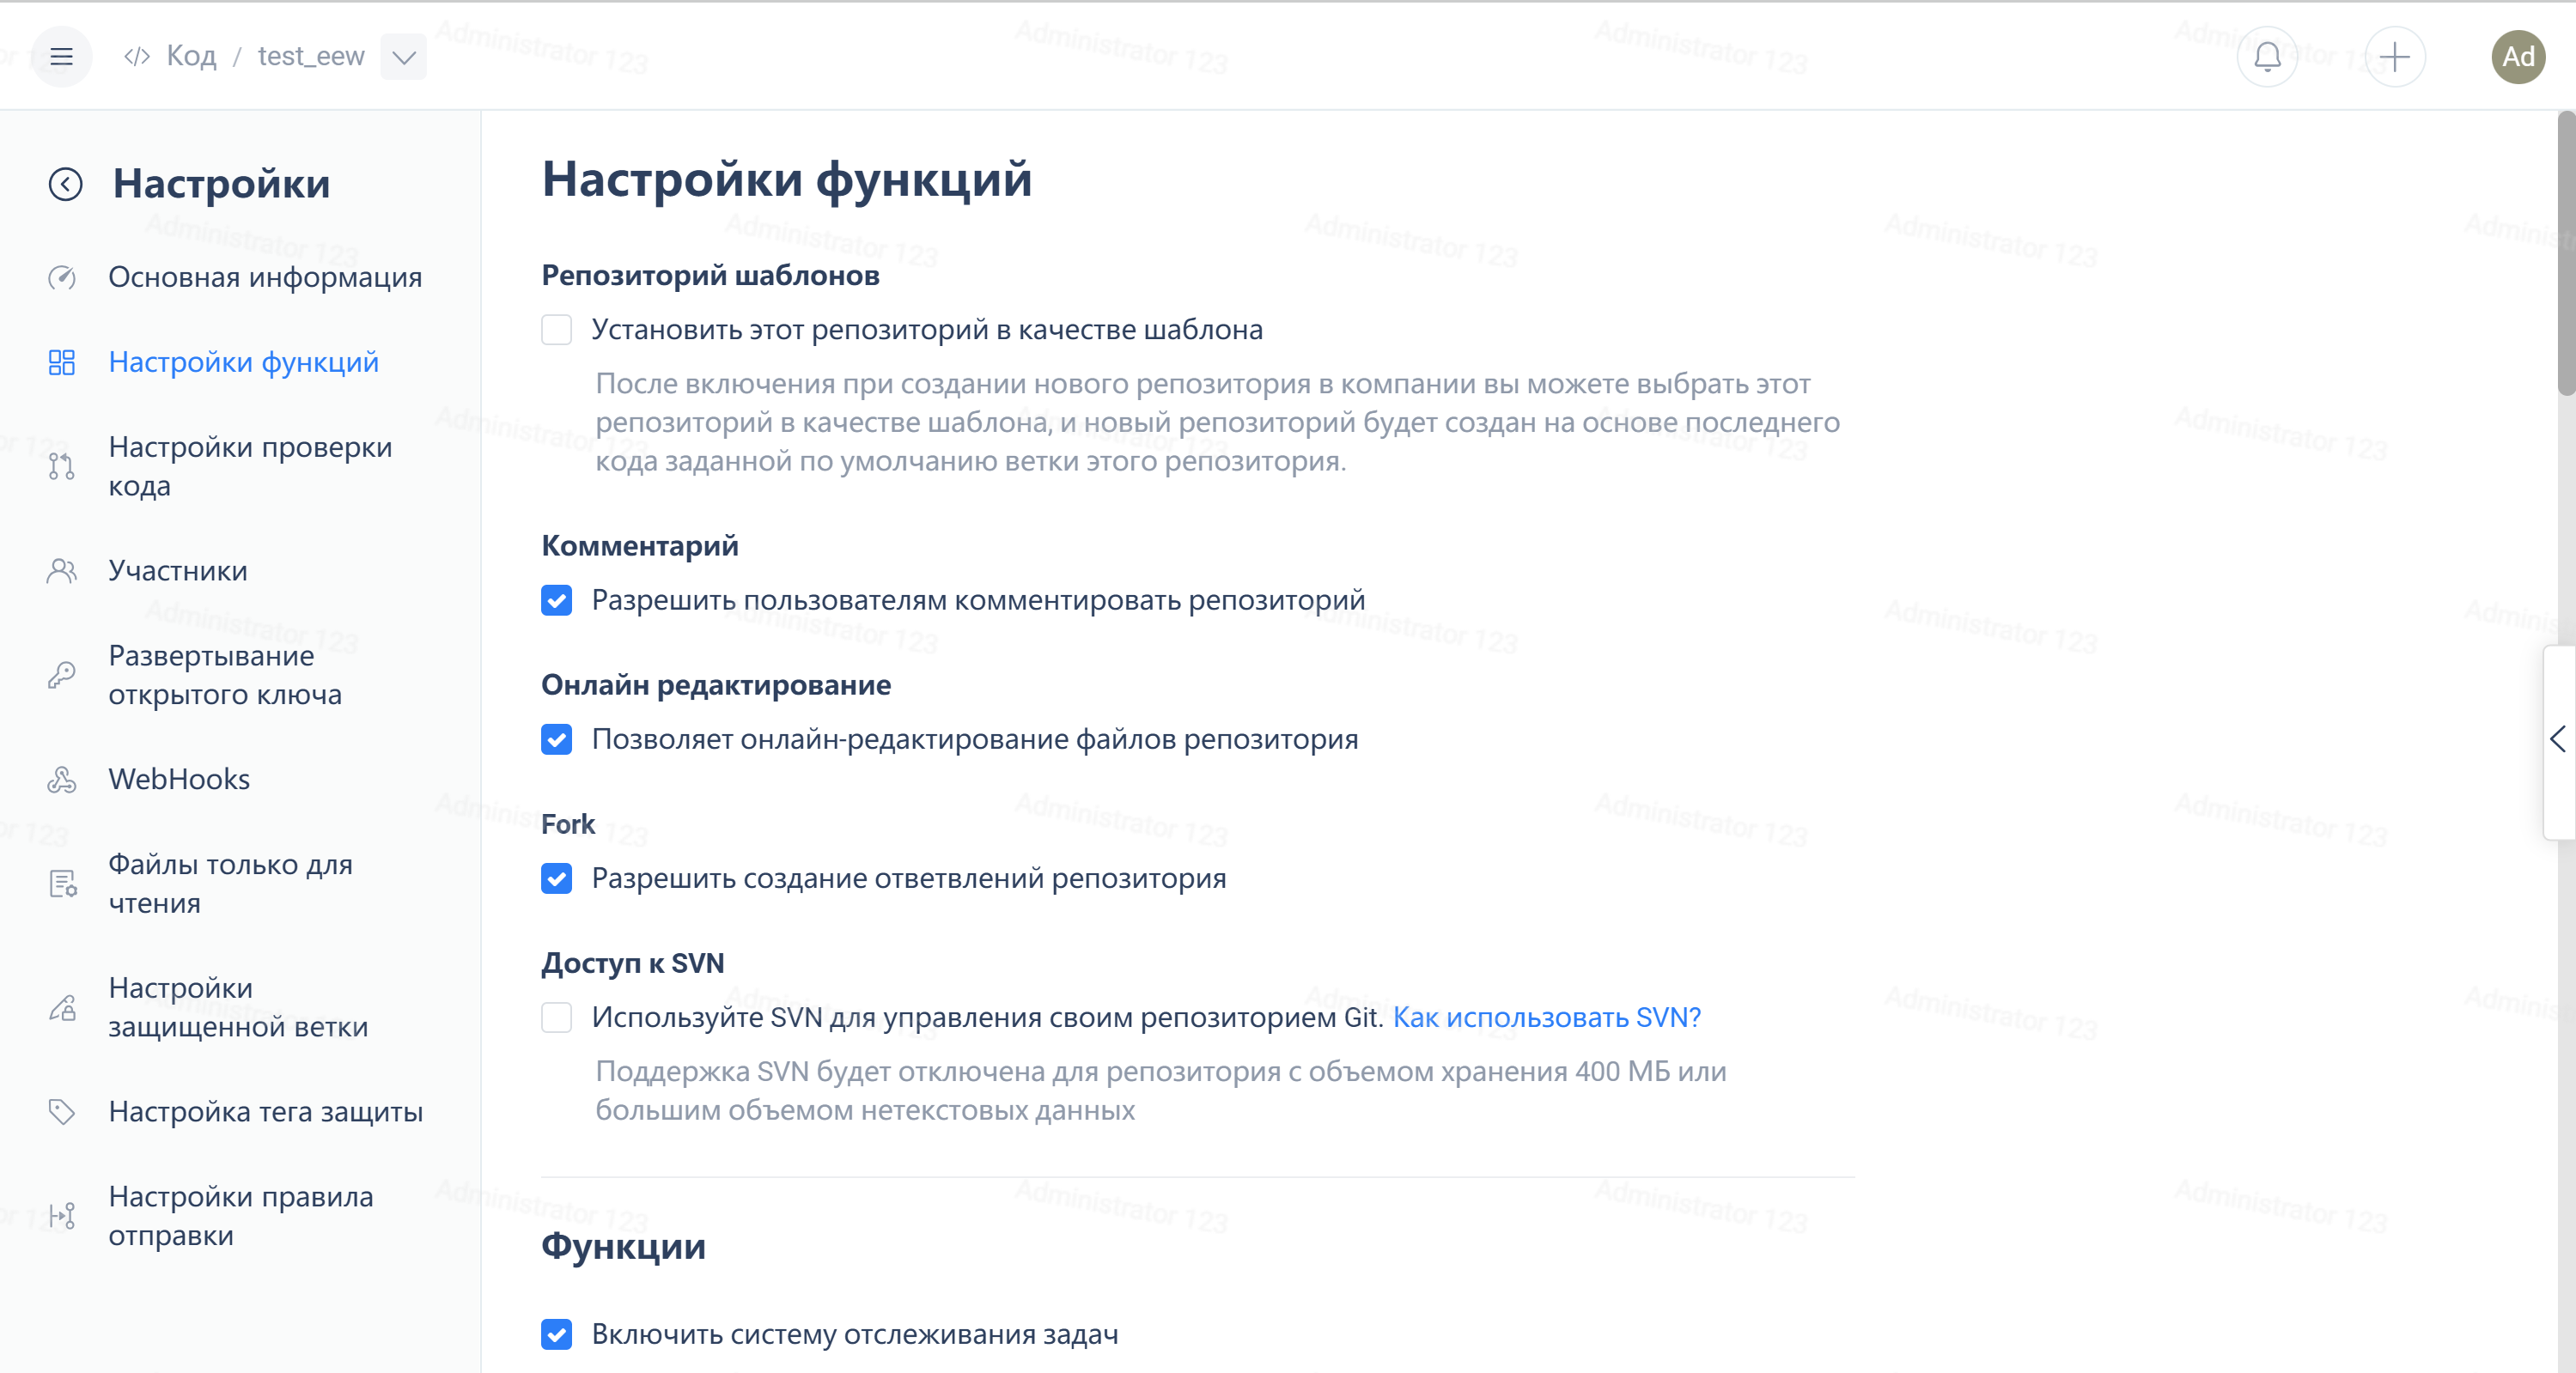 Код / test_eew
Ad
Настройки
Основная информация
Настройки функций
Настройки проверки
кода
Участники
Развертывание
открытого ключа
WebHooks
Файлы только для
чтения
Настройки
защищенной ветки
Настройка тега защиты
Настройки правила
отправки
Настройки функций
Репозиторий шаблонов
Установить этот репозиторий в качестве шаблона
После включения при создании нового репозитория в компании вы можете выбрать этот
репозиторий в качестве шаблона, и новый репозиторий будет создан на основе последнего
кода заданной по умолчанию ветки этого репозитория.
Комментарий
Разрешить пользователям комментировать репозиторий
Онлайн редактирование
Позволяет онлайн-редактирование файлов репозитория
Fork
Разрешить создание ответвлений репозитория
Доступ к SVN
Используйте SVN для управления своим репозиторием Git. Как использовать SVN?
Поддержка SVN будет отключена для репозитория с объемом хранения 400 МБ или
большим объемом нетекстовых данных
Функции
Включить систему отслеживания задач
Administrator 123